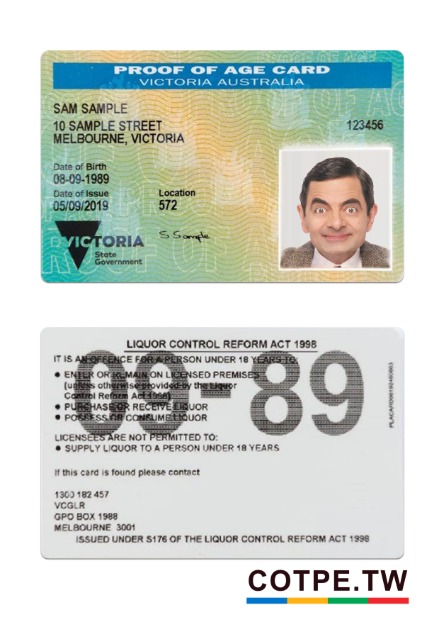 PROOF OF AGE CARD
VICTORIA AUSTRALIA
SAM SAMPLE
10 SAMPLE STREET
MELBOURNE, VICTORIA
123456
Date of Birth
08-09-1989
Date of Issue
05/09/2019
Location
572
VICTORIA
State
Government
S Sample
LIQUOR CONTROL REFORM ACT 1998
IT IS AN OFFENCE FOR A PERSON UNDER 18 YEARS TO:
● ENTER OR REMAIN ON LICENSED PREMISES
(unless otherwise provided by the Liquor
Control Reform Act 1998)
● PURCHASE OR RECEIVE LIQUOR
● POSSESS OR CONSUME LIQUOR
09-89
LICENSEES ARE NOT PERMITTED TO:
● SUPPLY LIQUOR TO A PERSON UNDER 18 YEARS
If this card is found please contact
1300 182 457
VCGLR
GPO BOX 1988
MELBOURNE 3001
ISSUED UNDER S176 OF THE LIQUOR CONTROL REFORM ACT 1998
COTPE.TW